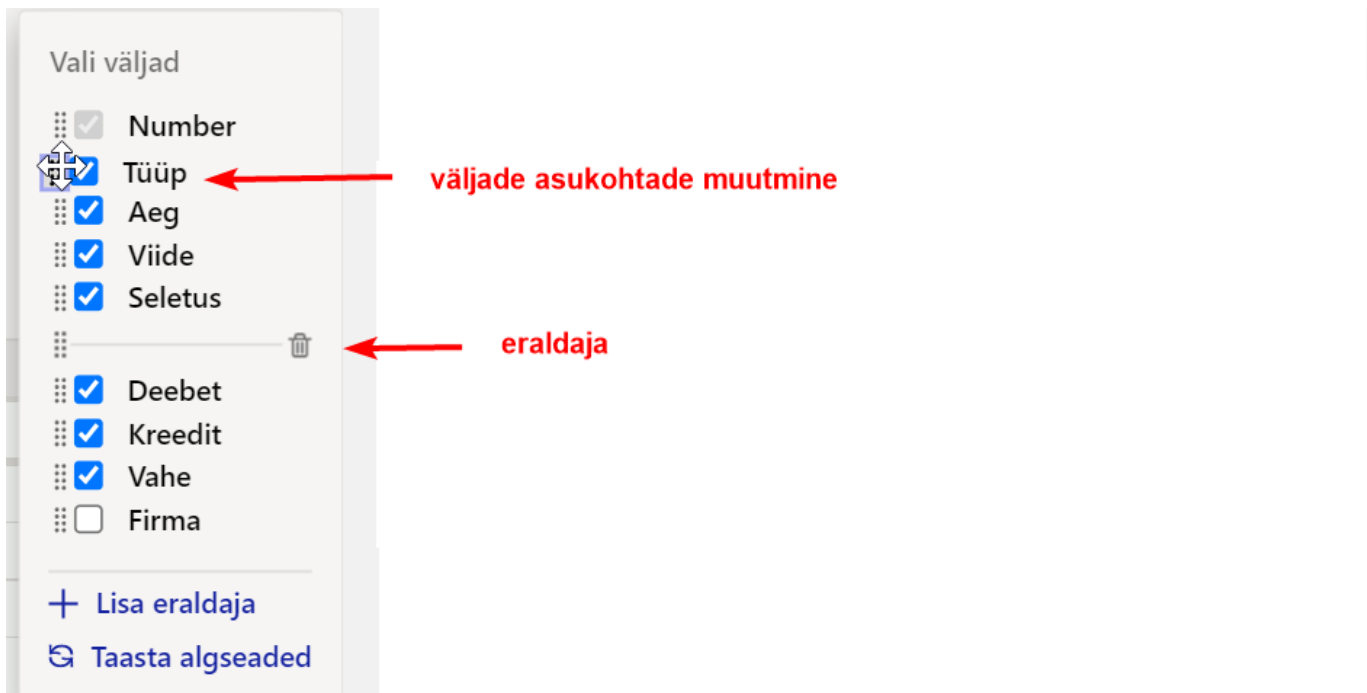 Vali väljad
Number
Tüüp
väljade asukohtade muutmine
Aeg
Viide
Seletus
eraldaja
Deebet
Kreedit
Vahe
Firma
Lisa eraldaja
Taasta algseaded